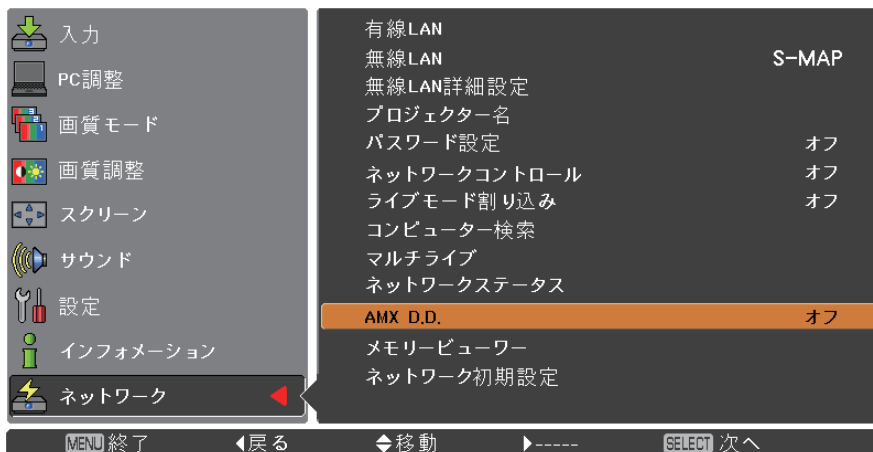 入力
PC調整
画質モード
画質調整
スクリーン
サウンド
設定
インフォメーション
ネットワーク
有線LAN
無線LAN S-MAP
無線LAN詳細設定
プロジェクター名
パスワード設定 オフ
ネットワークコントロール オフ
ライブモード割り込み オフ
コンピューター検索
マルチライブ
ネットワークステータス
AMX D.D. オフ
メモリービューワー
ネットワーク初期設定
MENU 終了 ◀戻る ◆移動 ▶----- SELECT 次へ